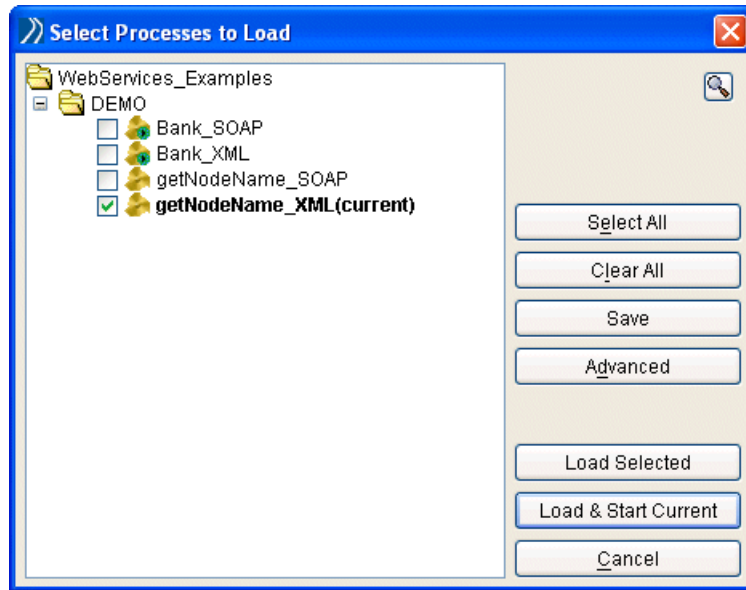 Select Processes to Load
WebServices_Examples
DEMO
Bank_SOAP
Bank_XML
getNodeName_SOAP
getNodeName_XML(current)
Select All
Clear All
Save
Advanced
Load Selected
Load & Start Current
Cancel